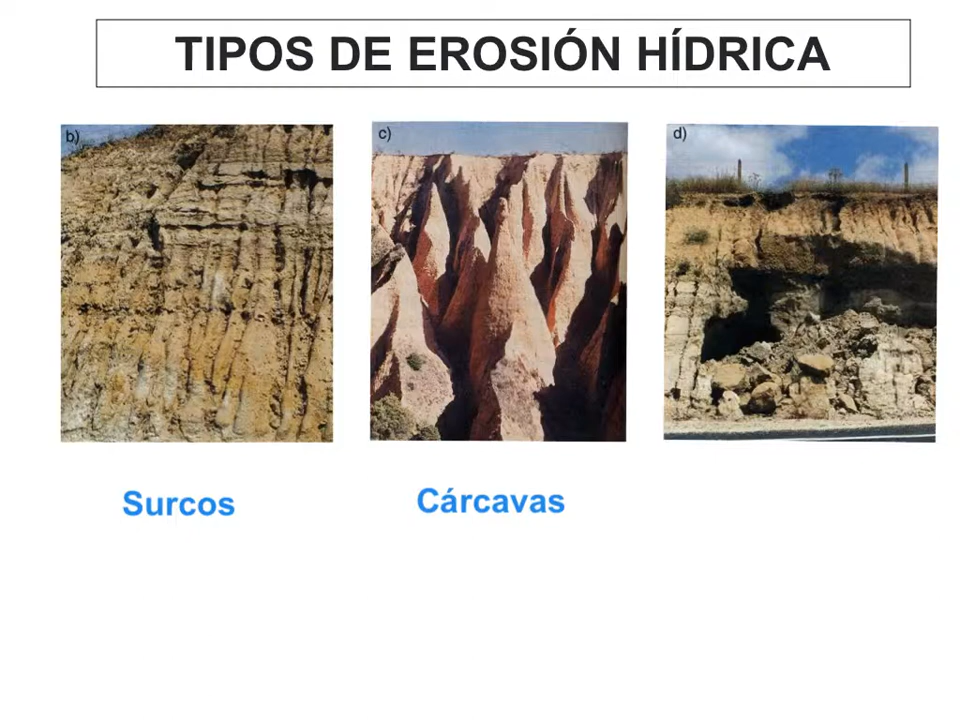 TIPOS DE EROSIÓN HÍDRICA
b)
c)
d)
Surcos
Cárcavas